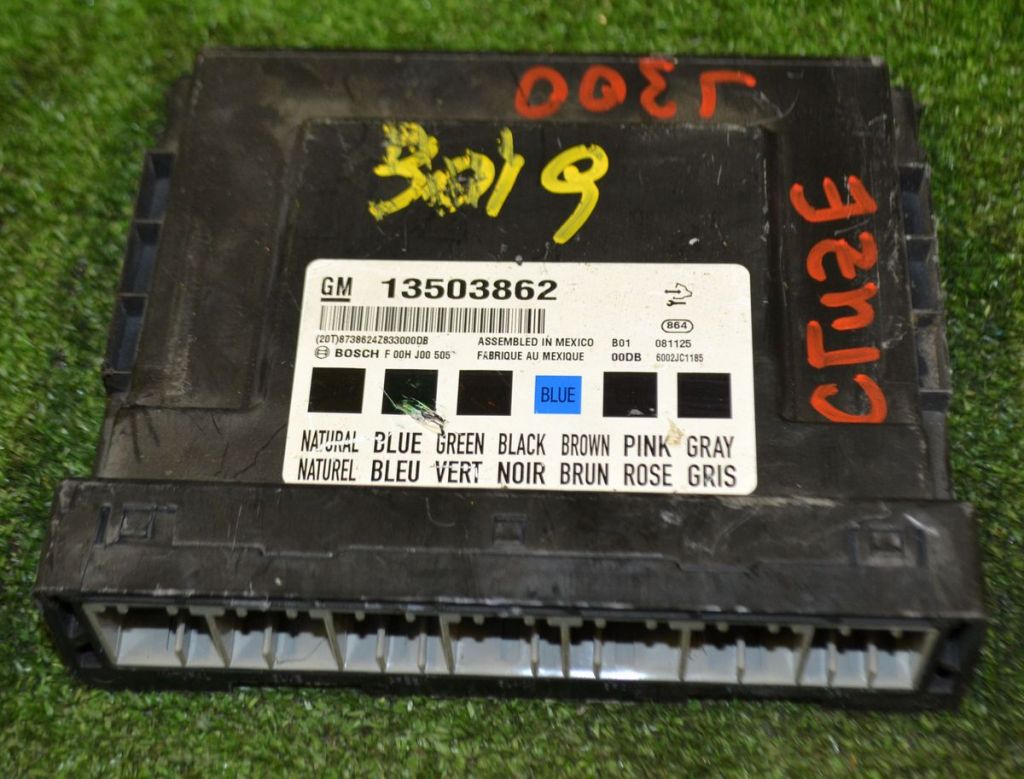 J300
3019
CruzE
GM 13503862
864
(20T)8738624Z833000DB ASSEMBLED IN MEXICO B01 081125
BOSCH F 00H J00 505 FABRIQUE AU MEXIQUE 00DB 6002JC1185
BLUE
NATURAL BLUE GREEN BLACK BROWN PINK GRAY
NATUREL BLEU VERT NOIR BRUN ROSE GRIS